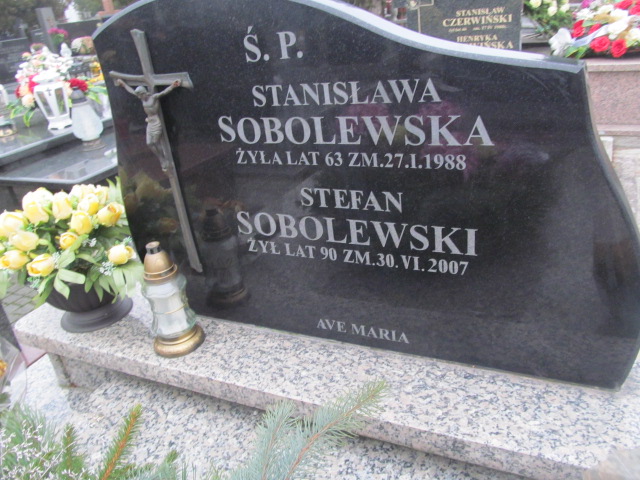 Ś. P.
STANISŁAWA
SOBOLEWSKA
ŻYŁA LAT 63 ZM.27.I.1988
STEFAN
SOBOLEWSKI
ŻYŁ LAT 90 ZM.30.VI.2007
AVE MARIA
STANISŁAW
CZERWIŃSKI
HENRYKA